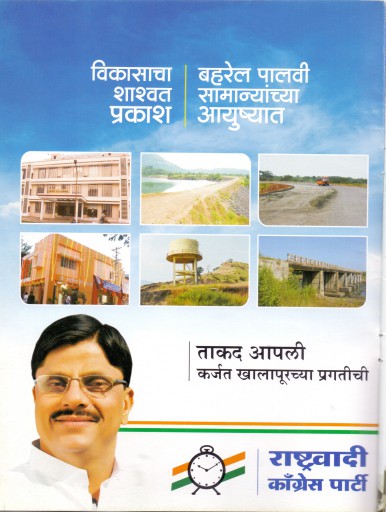 विकासाचा
शाश्वत
प्रकाश
बहरेल पालवी
सामान्यांच्या
आयुष्यात
ताकद आपली
कर्जत खालापूरच्या प्रगतीची
राष्ट्रवादी
काँग्रेस पार्टी